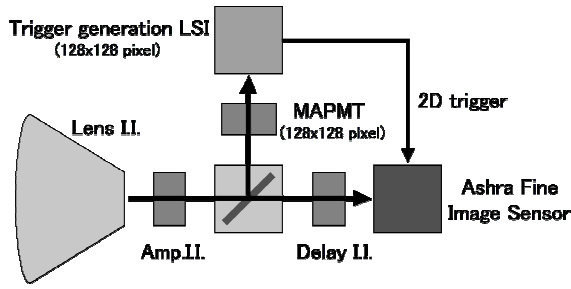 Trigger generation LSI
(128x128 pixel)
MAPMT
(128x128 pixel)
2D trigger
Lens I.I.
Amp.I.I.
Delay I.I.
Ashra Fine
Image Sensor